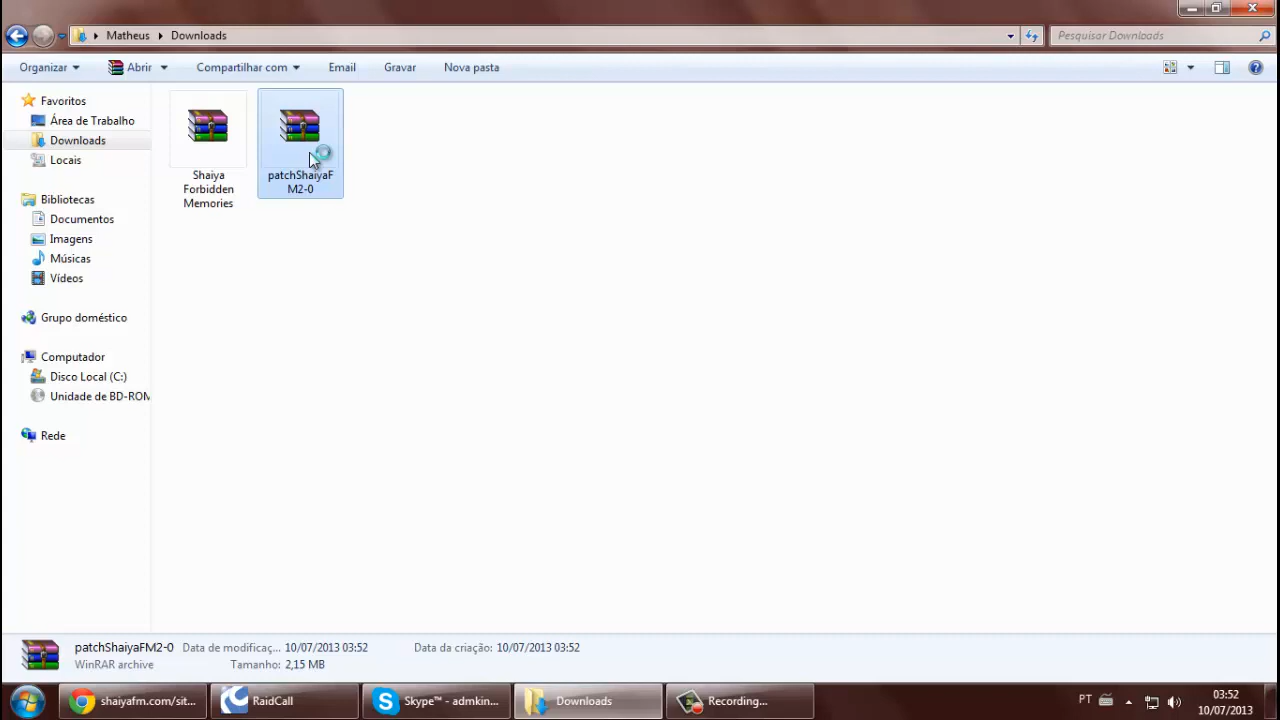 Matheus
Downloads
Pesquisar Downloads
Organizar
Abrir
Compartilhar com
Email
Gravar
Nova pasta
Favoritos
Área de Trabalho
Downloads
Locais
Bibliotecas
Documentos
Imagens
Músicas
Vídeos
Grupo doméstico
Computador
Disco Local (C:)
Unidade de BD-ROM
Rede
Shaiya
Forbidden
Memories
patchShaiyaF
M2-0
patchShaiyaFM2-0
Data de modificaç... 10/07/2013 03:52
Data da criação: 10/07/2013 03:52
WinRAR archive
Tamanho: 2,15 MB
shaiyafm.com/sit...
RaidCall
Skype™ - admkin...
Downloads
Recording...
PT
03:52
10/07/2013